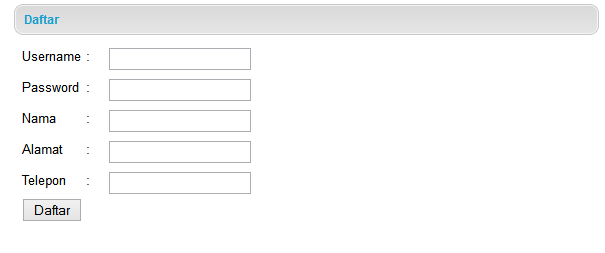 Daftar
Username :
Password :
Nama :
Alamat :
Telepon :
Daftar